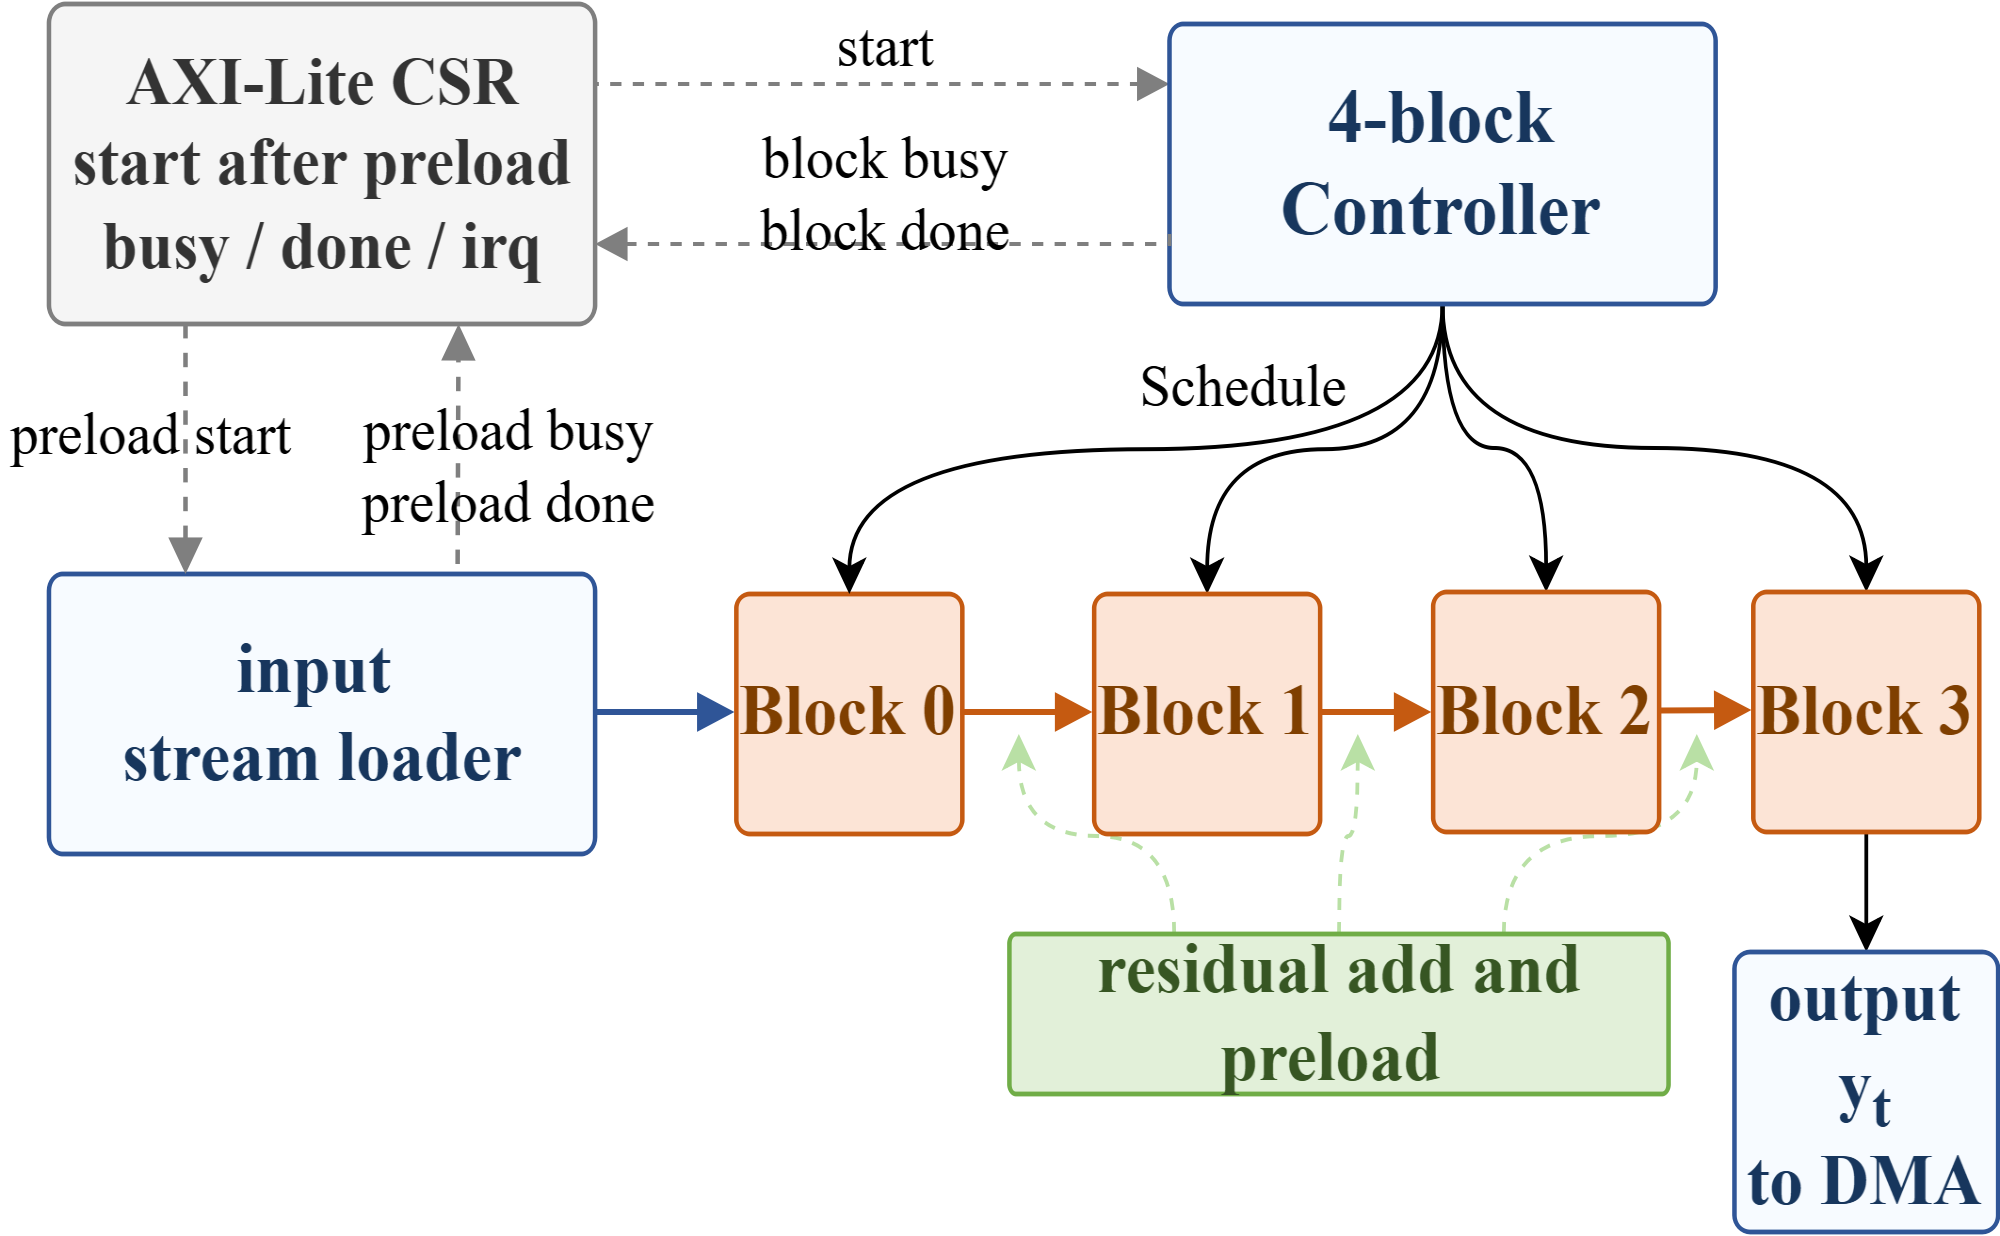 AXI-Lite CSR
start after preload
busy / done / irq
start
block busy
block done
4-block
Controller
Schedule
preload start
preload busy
preload done
input
stream loader
Block 0
Block 1
Block 2
Block 3
residual add and
preload
output
yt
to DMA